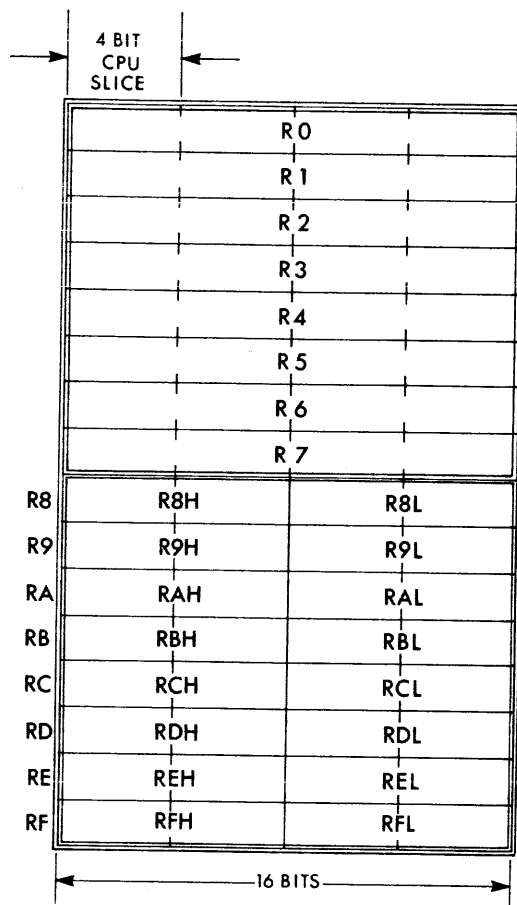 4 BIT
CPU
SLICE
R0
R1
R2
R3
R4
R5
R6
R7
R8 R8H R8L
R9 R9H R9L
RA RAH RAL
RB RBH RBL
RC RCH RCL
RD RDH RDL
RE REH REL
RF RFH RFL
16 BITS